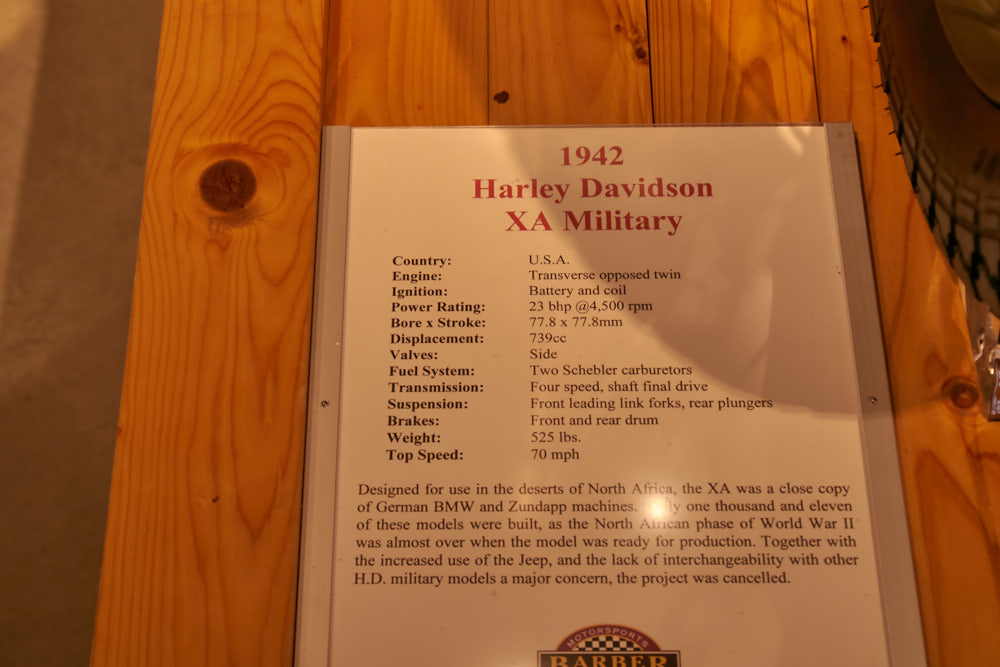 1942
Harley Davidson
XA Military
Country: U.S.A.
Engine: Transverse opposed twin
Ignition: Battery and coil
Power Rating: 23 bhp @4,500 rpm
Bore x Stroke: 77.8 x 77.8mm
Displacement: 739cc
Valves: Side
Fuel System: Two Schebler carburetors
Transmission: Four speed, shaft final drive
Suspension: Front leading link forks, rear plungers
Brakes: Front and rear drum
Weight: 525 lbs.
Top Speed: 70 mph
Designed for use in the deserts of North Africa, the XA was a close copy
of German BMW and Zundapp machines. one thousand and eleven
of these models were built, as the North African phase of World War II
was almost over when the model was ready for production. Together with
the increased use of the Jeep, and the lack of interchangeability with other
H.D. military models a major concern, the project was cancelled.
MOTORSPORTS
BARBER